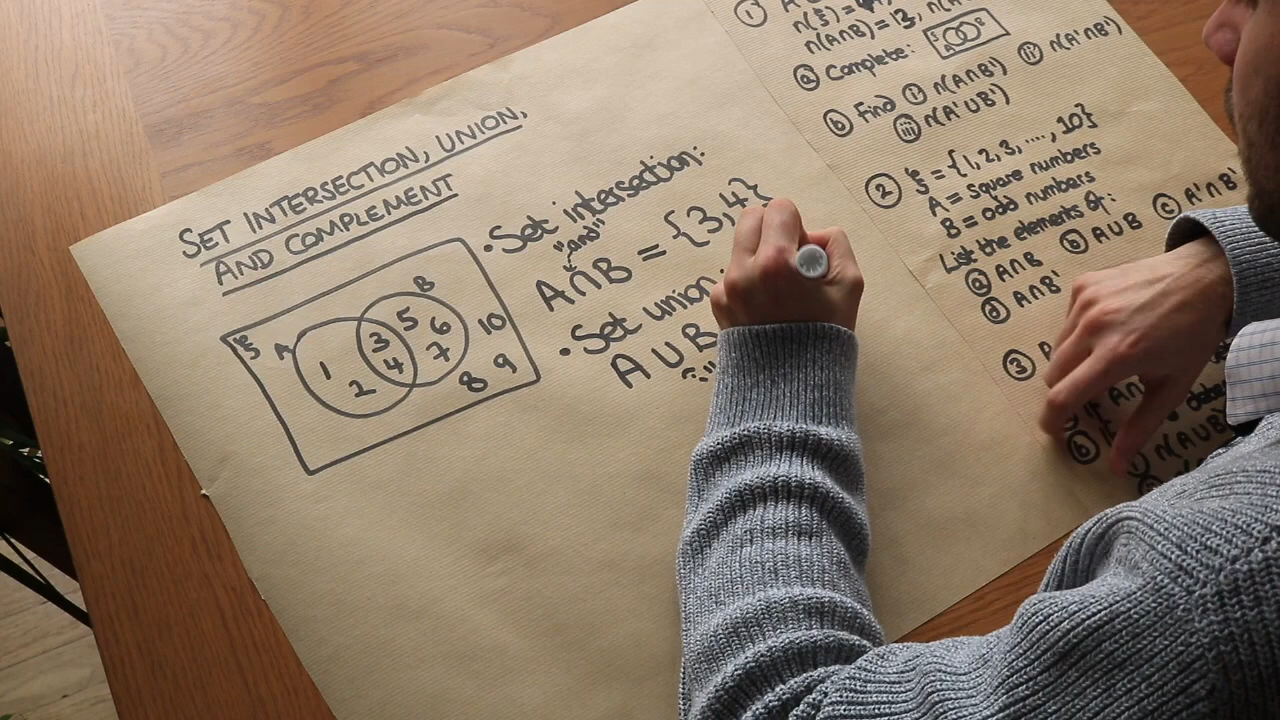 SET INTERSECTION, UNION,
AND COMPLEMENT
ξ
A
B
1
2
3
4
5
6
7
8
9
10
• Set intersection:
"and"
A∩B = {3,4}
• Set union:
A∪B
①
n(ξ)=
n(A∩B)=13,
ⓐ Complete:
ξ A B
ⓑ Find ⓘ n(A∩B') ⓘⓘ n(A'∩B')
ⓘⓘⓘ n(A'∪B')
② ξ = {1, 2, 3, ...., 10}
A = square numbers
B = odd numbers
List the elements of:
ⓐ A∩B ⓑ A∪B ⓒ A'∩B'
ⓓ A∩B'
③
ⓑ
n(A∪B)